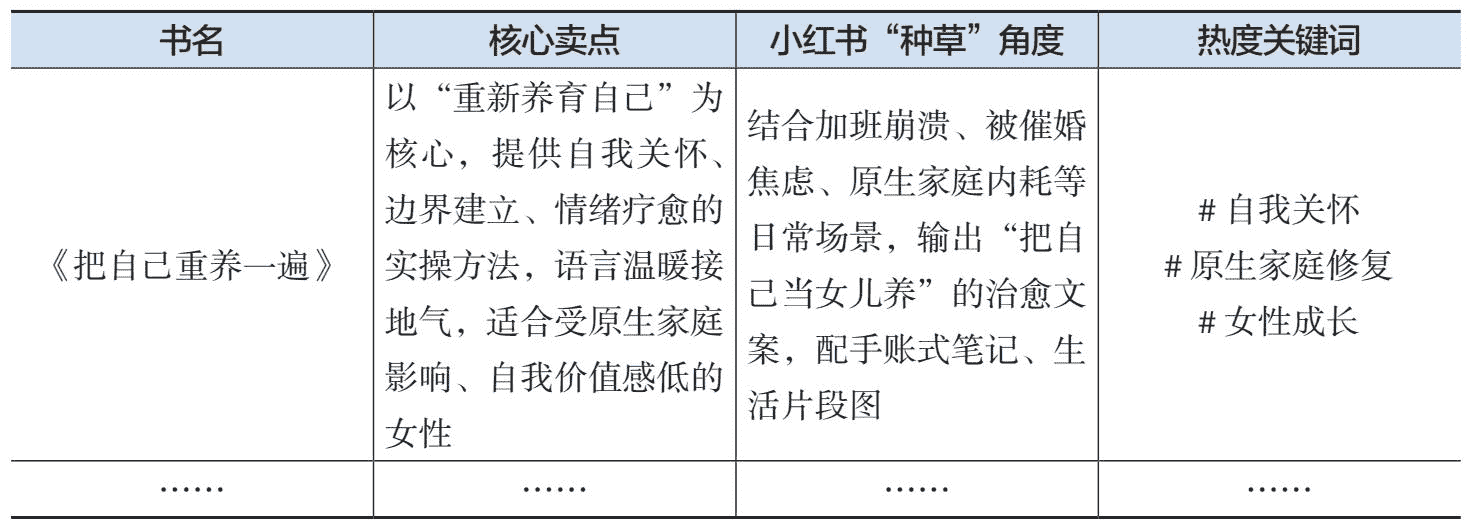 书名 核心卖点 小红书“种草”角度 热度关键词
《把自己重养一遍》
以“重新养育自己”为
核心，提供自我关怀、
边界建立、情绪疗愈的
实操方法，语言温暖接
地气，适合受原生家庭
影响、自我价值感低的
女性
结合加班崩溃、被催婚
焦虑、原生家庭内耗等
日常场景，输出“把自
己当女儿养”的治愈文
案，配手账式笔记、生
活片段图
# 自我关怀
# 原生家庭修复
# 女性成长
…… …… …… ……